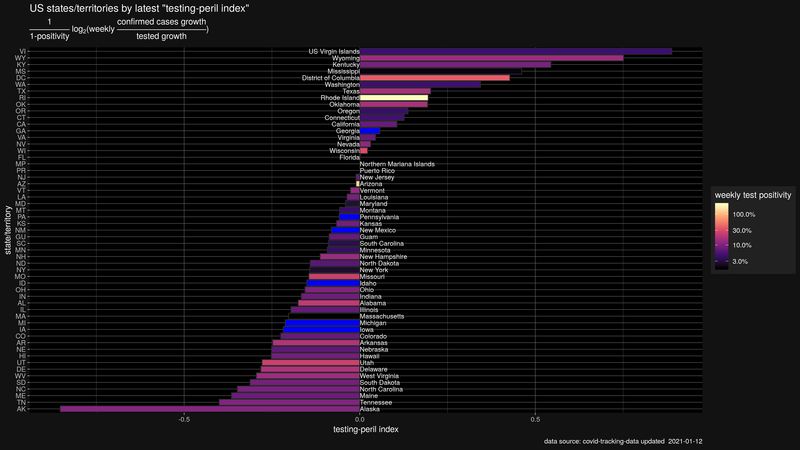 US states/territories by latest "testing-peril index"
1 / 1-positivity log2(weekly confirmed cases growth / tested growth)
VI US Virgin Islands
WY Wyoming
KY Kentucky
MS Mississippi
DC District of Columbia
WA Washington
TX Texas
RI Rhode Island
OK Oklahoma
OR Oregon
CT Connecticut
CA California
GA Georgia
VA Virginia
NV Nevada
WI Wisconsin
FL Florida
MP Northern Mariana Islands
PR Puerto Rico
NJ New Jersey
AZ Arizona
VT Vermont
LA Louisiana
MD Maryland
MT Montana
PA Pennsylvania
KS Kansas
NM New Mexico
GU Guam
SC South Carolina
MN Minnesota
NH New Hampshire
ND North Dakota
NY New York
MO Missouri
ID Idaho
OH Ohio
IN Indiana
AL Alabama
IL Illinois
MA Massachusetts
MI Michigan
IA Iowa
CO Colorado
AR Arkansas
NE Nebraska
HI Hawaii
UT Utah
DE Delaware
WV West Virginia
SD South Dakota
NC North Carolina
ME Maine
TN Tennessee
AK Alaska
state/territory
-0.5 0.0 0.5
testing-peril index
weekly test positivity
100.0%
30.0%
10.0%
3.0%
data source: covid-tracking-data updated 2021-01-12